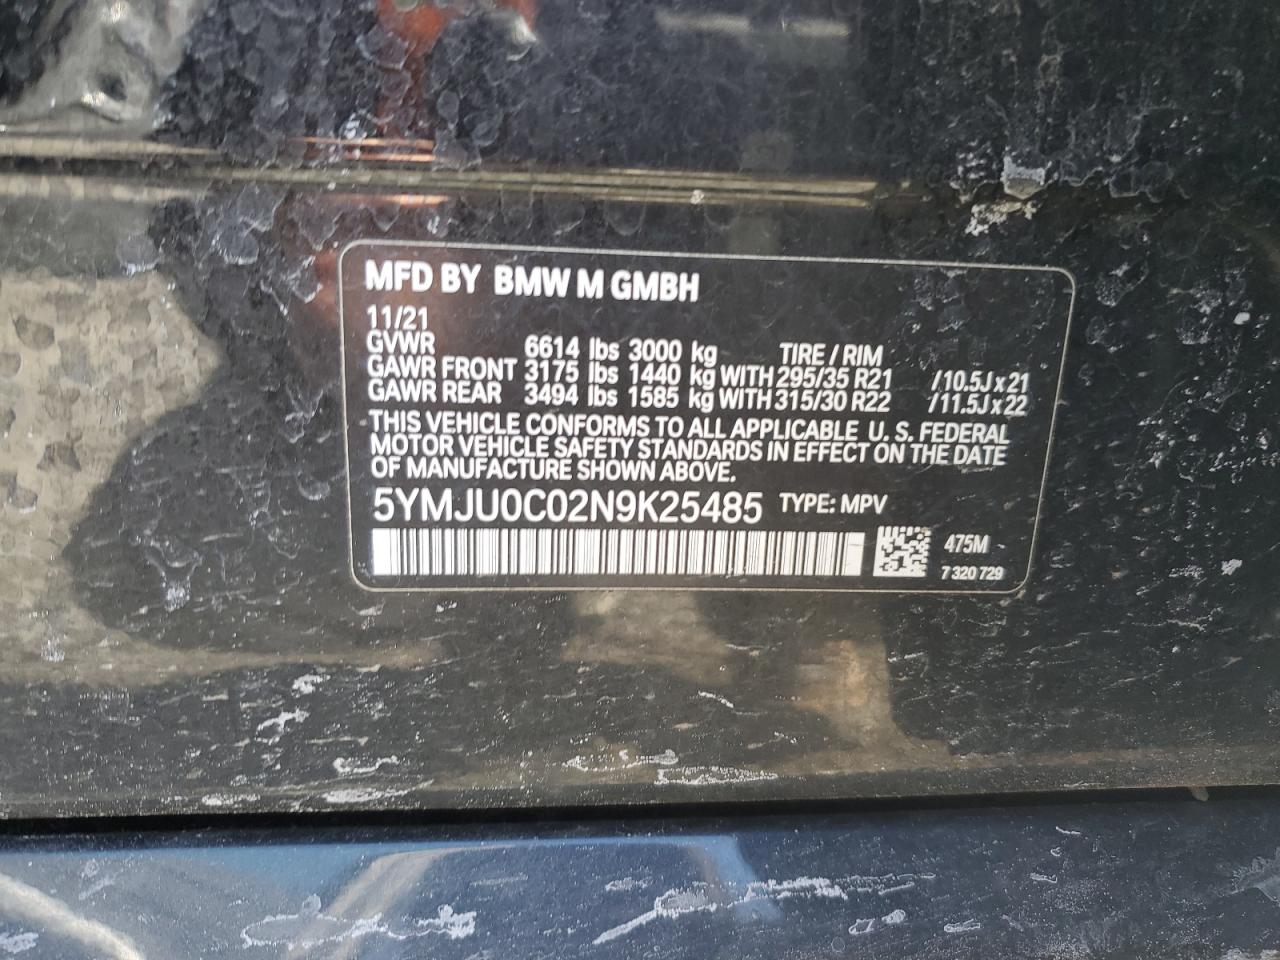 MFD BY BMW M GMBH
11/21
GVWR 6614 lbs 3000 kg TIRE / RIM
GAWR FRONT 3175 lbs 1440 kg WITH 295/35 R21 /10.5J x 21
GAWR REAR 3494 lbs 1585 kg WITH 315/30 R22 /11.5J x 22
THIS VEHICLE CONFORMS TO ALL APPLICABLE U. S. FEDERAL
MOTOR VEHICLE SAFETY STANDARDS IN EFFECT ON THE DATE
OF MANUFACTURE SHOWN ABOVE.
5YMJU0C02N9K25485 TYPE: MPV
475M
7 320 729